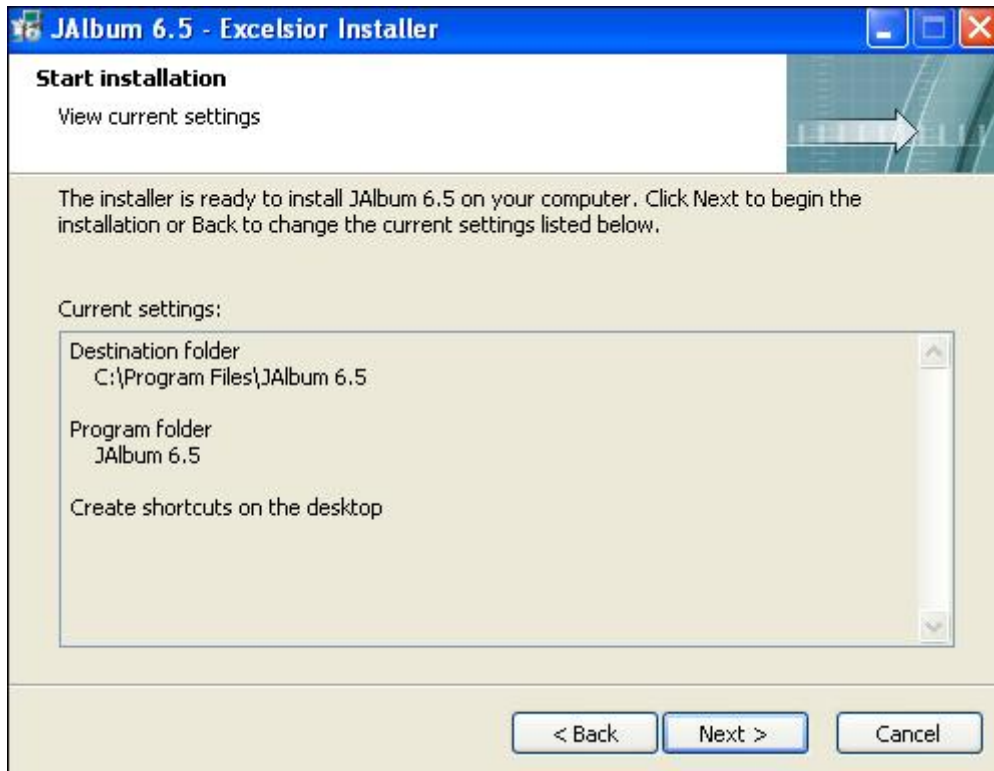 JAlbum 6.5 - Excelsior Installer
Start installation
View current settings
The installer is ready to install JAlbum 6.5 on your computer. Click Next to begin the
installation or Back to change the current settings listed below.
Current settings:
Destination folder
C:\Program Files\JAlbum 6.5
Program folder
JAlbum 6.5
Create shortcuts on the desktop
< Back
Next >
Cancel